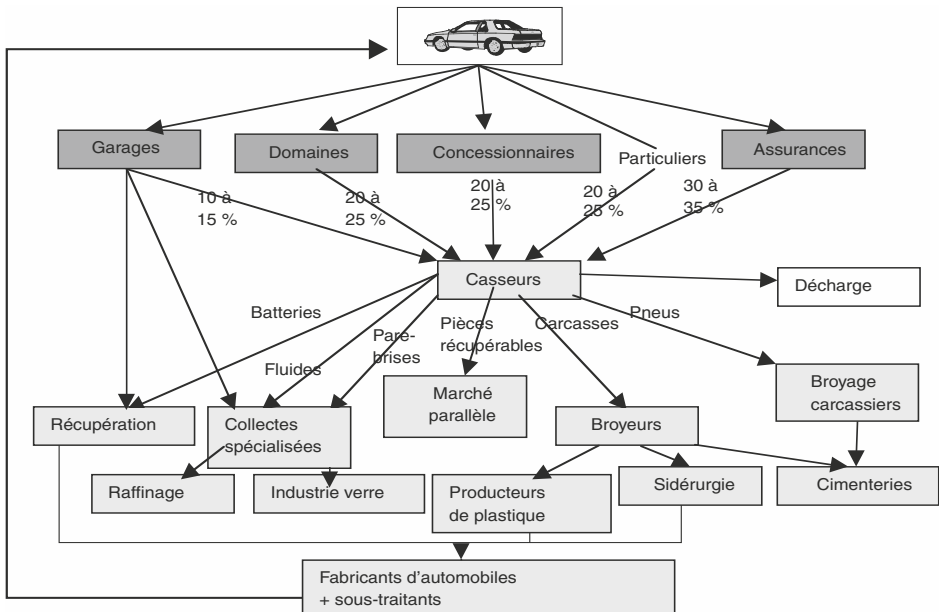 Garages
Domaines
Concessionnaires
Particuliers
Assurances
10 à
15 %
20 à
25 %
20 à
25 %
20 à
25 %
30 à
35 %
Casseurs
Décharge
Batteries
Fluides
Pare-
brises
Pièces
récupérables
Carcasses
Pneus
Marché
parallèle
Broyage
carcassiers
Récupération
Collectes
spécialisées
Broyeurs
Raffinage
Industrie verre
Producteurs
de plastique
Sidérurgie
Cimenteries
Fabricants d'automobiles
+ sous-traitants